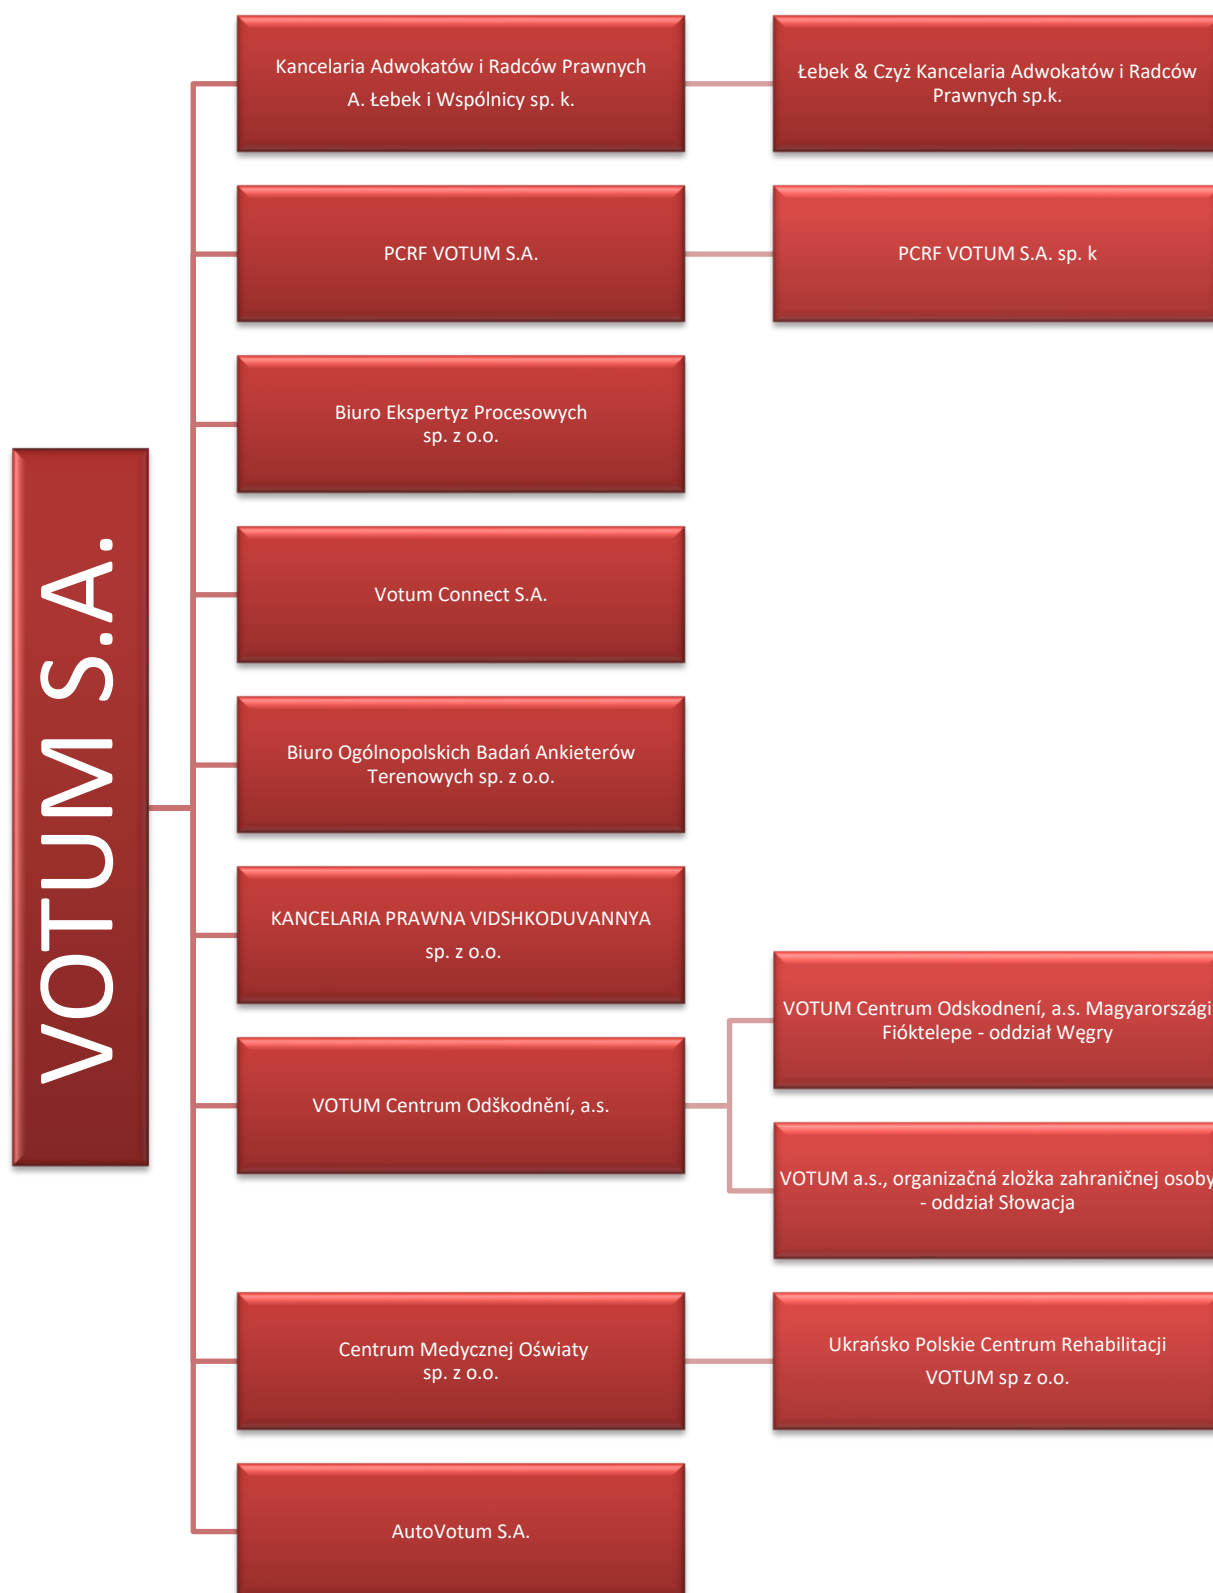 VOTUM S.A.
Kancelaria Adwokatów i Radców Prawnych
A. Łebek i Wspólnicy sp. k.
Łebek & Czyż Kancelaria Adwokatów i Radców
Prawnych sp.k.
PCRF VOTUM S.A.
PCRF VOTUM S.A. sp. k
Biuro Ekspertyz Procesowych
sp. z o.o.
Votum Connect S.A.
Biuro Ogólnopolskich Badań Ankieterów
Terenowych sp. z o.o.
KANCELARIA PRAWNA VIDSHKODUVANNYA
sp. z o.o.
VOTUM Centrum Odškodnění, a.s.
VOTUM Centrum Odskodnení, a.s. Magyarországi
Fióktelepe - oddział Węgry
VOTUM a.s., organizačná zložka zahraničnej osoby
- oddział Słowacja
Centrum Medycznej Oświaty
sp. z o.o.
Ukrańsko Polskie Centrum Rehabilitacji
VOTUM sp z o.o.
AutoVotum S.A.